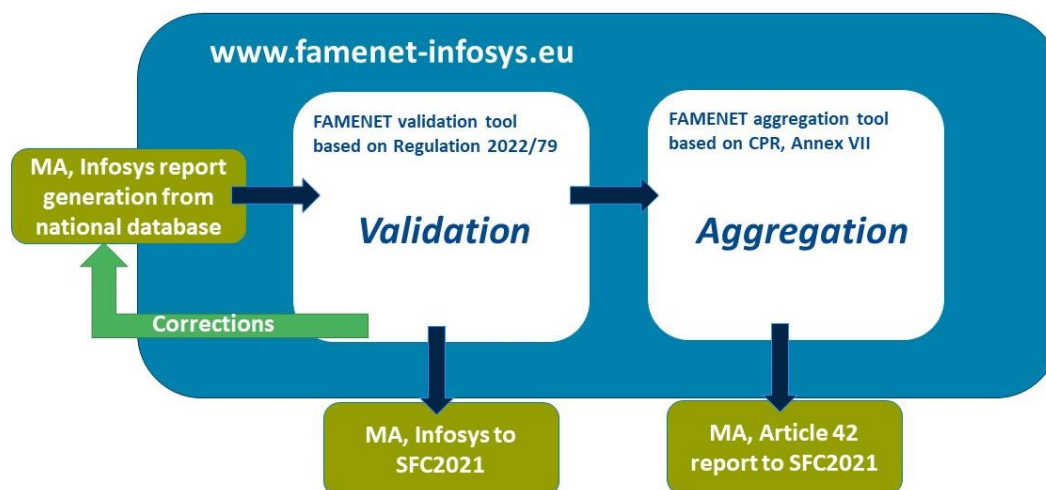 www.famenet-infosys.eu
FAMENET validation tool
based on Regulation 2022/79
FAMENET aggregation tool
based on CPR, Annex VII
MA, Infosys report
generation from
national database
Validation
Aggregation
Corrections
MA, Infosys to
SFC2021
MA, Article 42
report to SFC2021